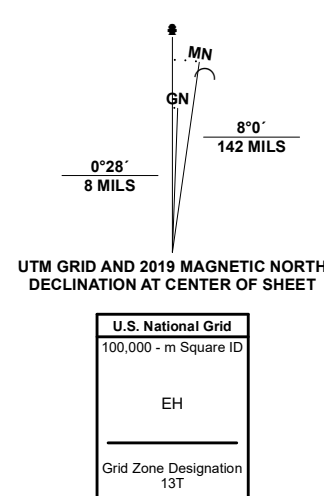 MN
GN
8°0´
142 MILS
0°28´
8 MILS
UTM GRID AND 2019 MAGNETIC NORTH
DECLINATION AT CENTER OF SHEET
U.S. National Grid
100,000 - m Square ID
EH
Grid Zone Designation
13T